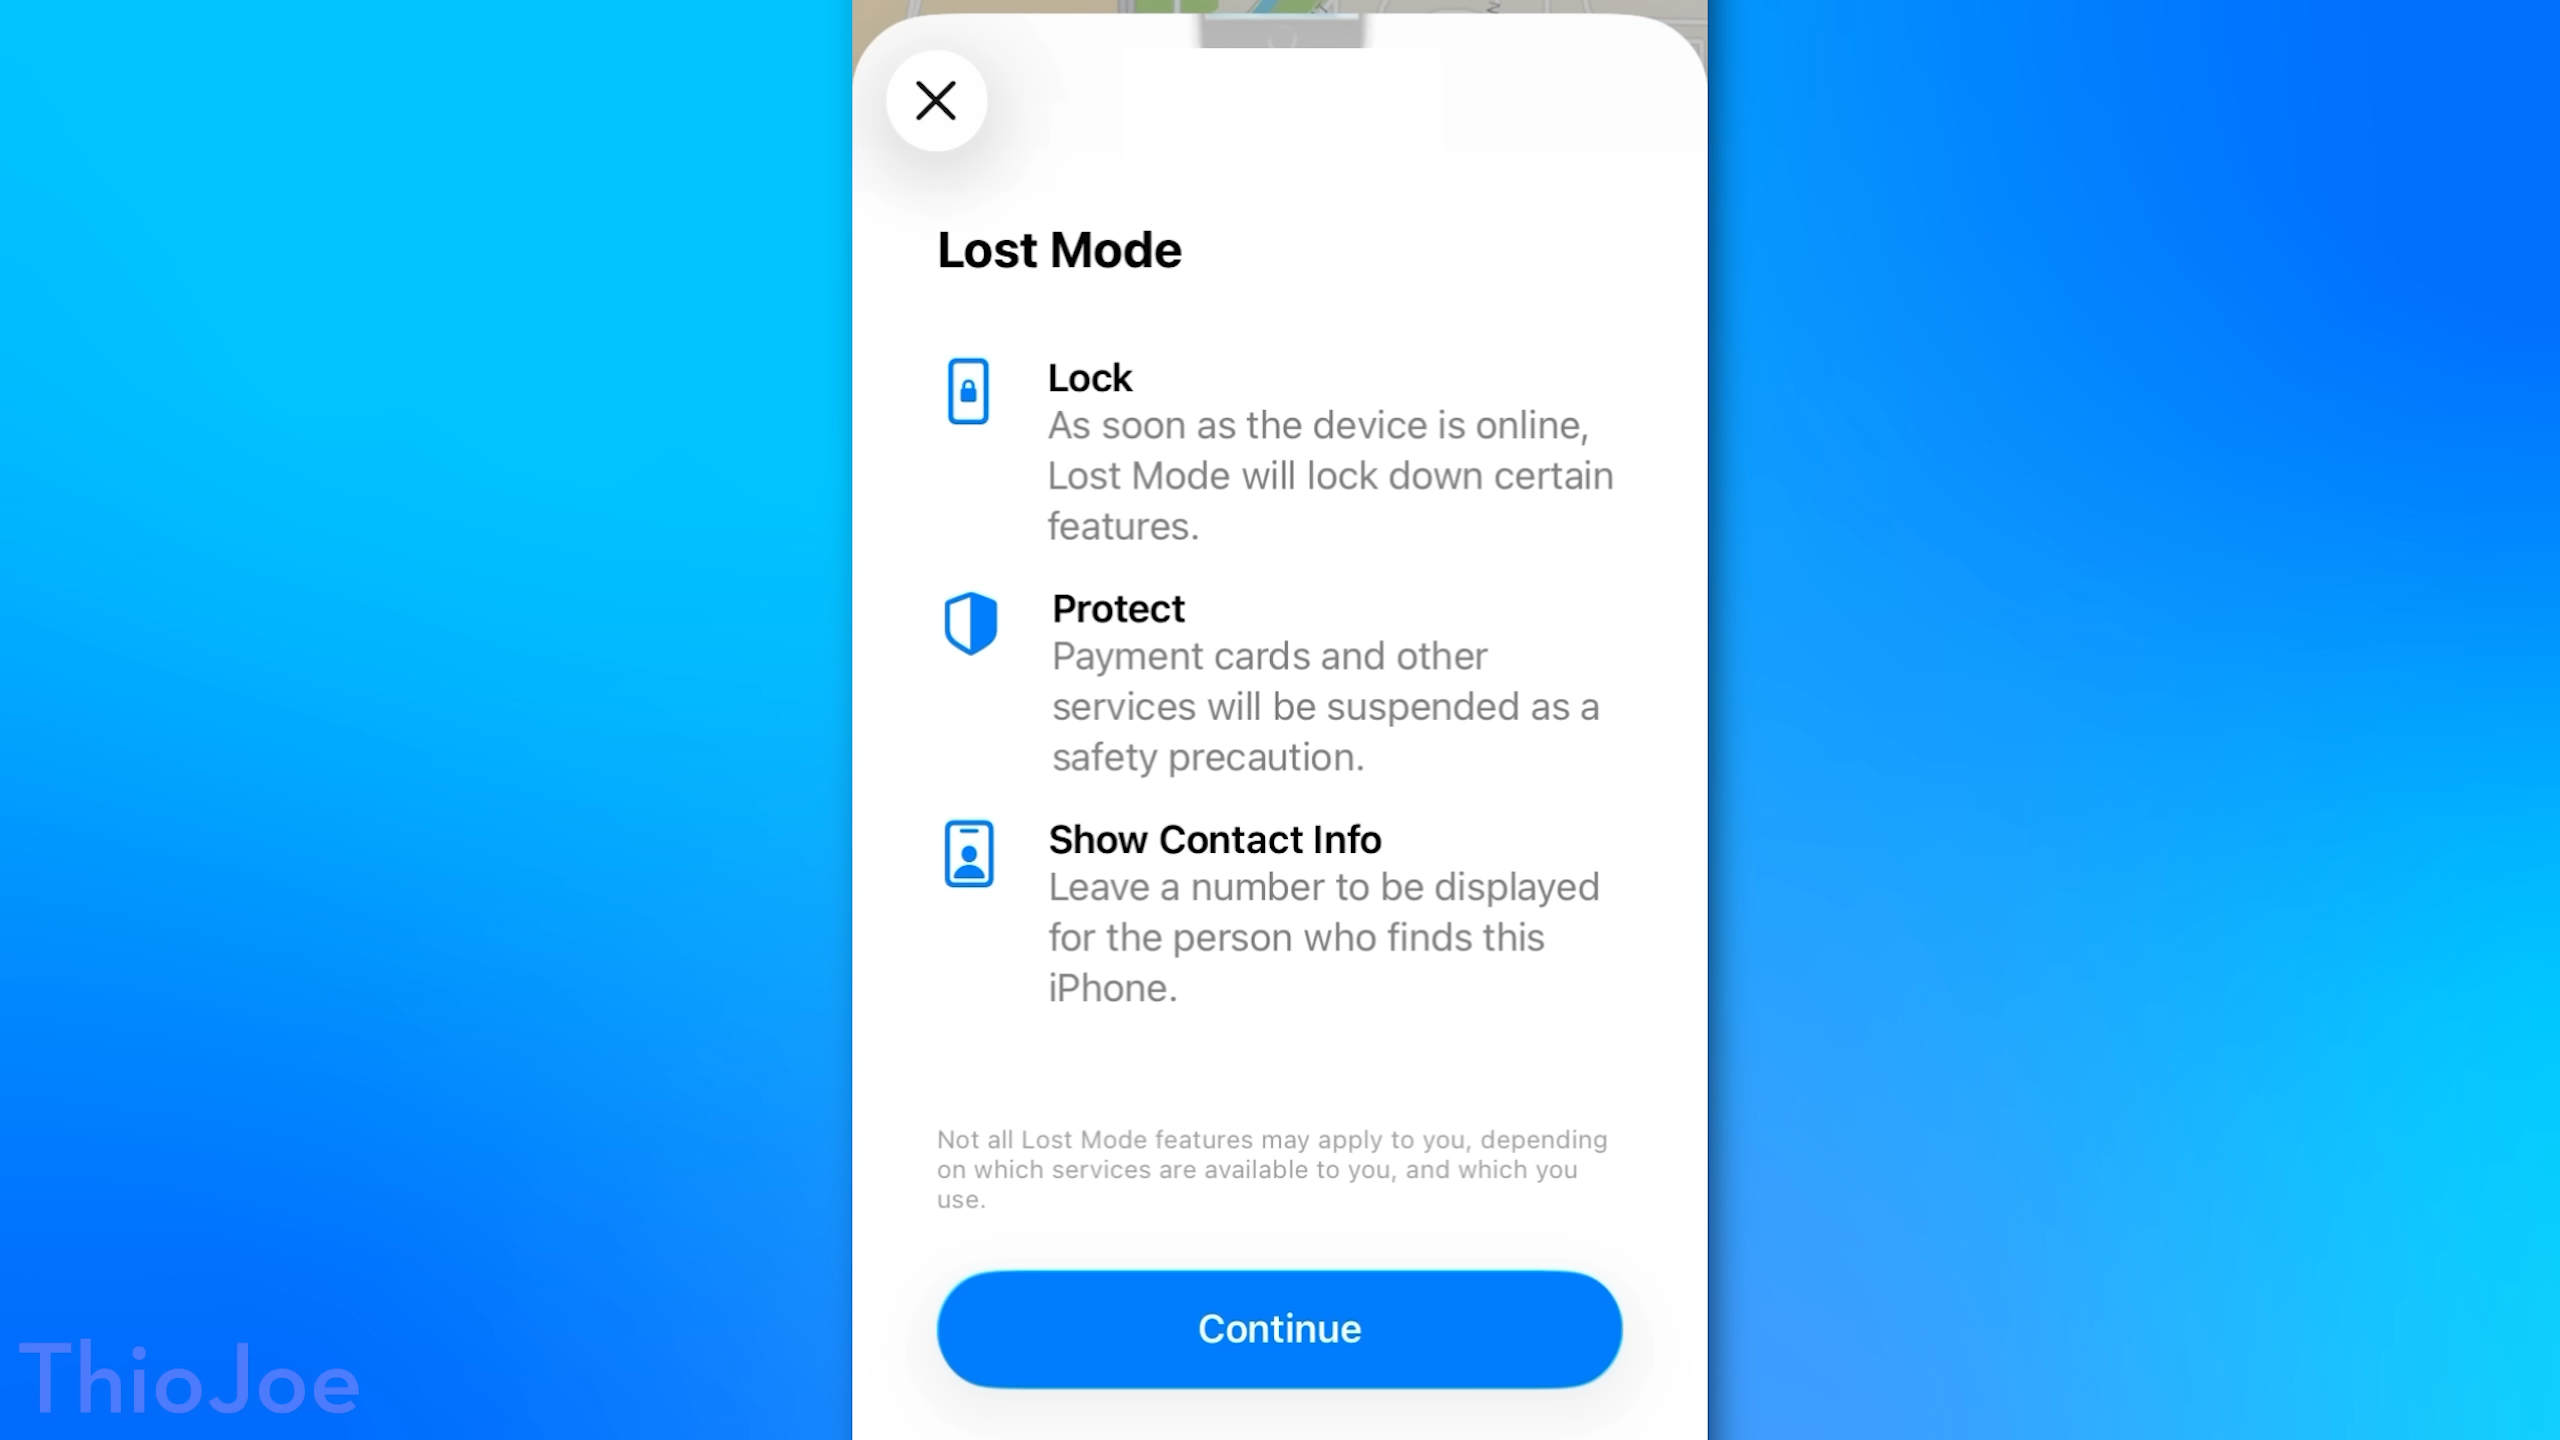 Lost Mode
Lock
As soon as the device is online,
Lost Mode will lock down certain
features.
Protect
Payment cards and other
services will be suspended as a
safety precaution.
Show Contact Info
Leave a number to be displayed
for the person who finds this
iPhone.
Not all Lost Mode features may apply to you, depending
on which services are available to you, and which you
use.
Continue
ThioJoe